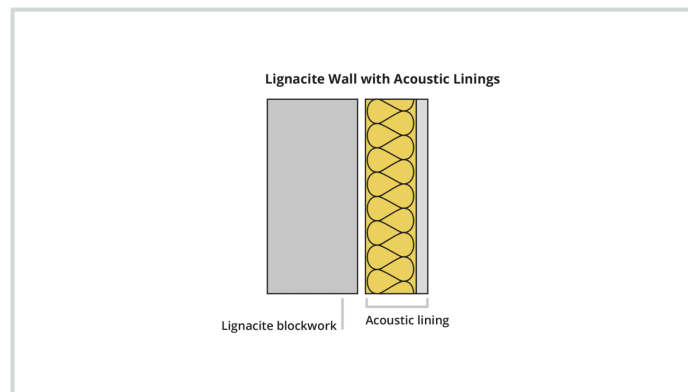 Lignacite Wall with Acoustic Linings
Lignacite blockwork
Acoustic lining